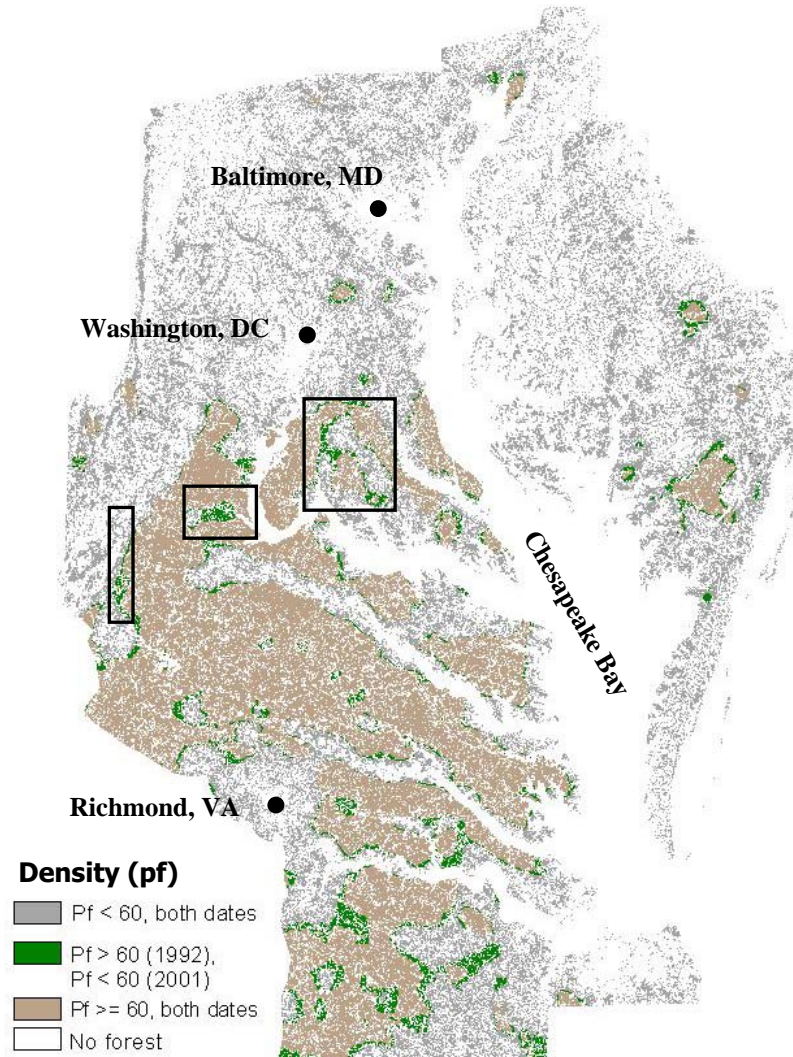 Baltimore, MD
Washington, DC
Chesapeake Bay
Richmond, VA
Density (pf)
Pf < 60, both dates
Pf > 60 (1992),
Pf < 60 (2001)
Pf >= 60, both dates
No forest